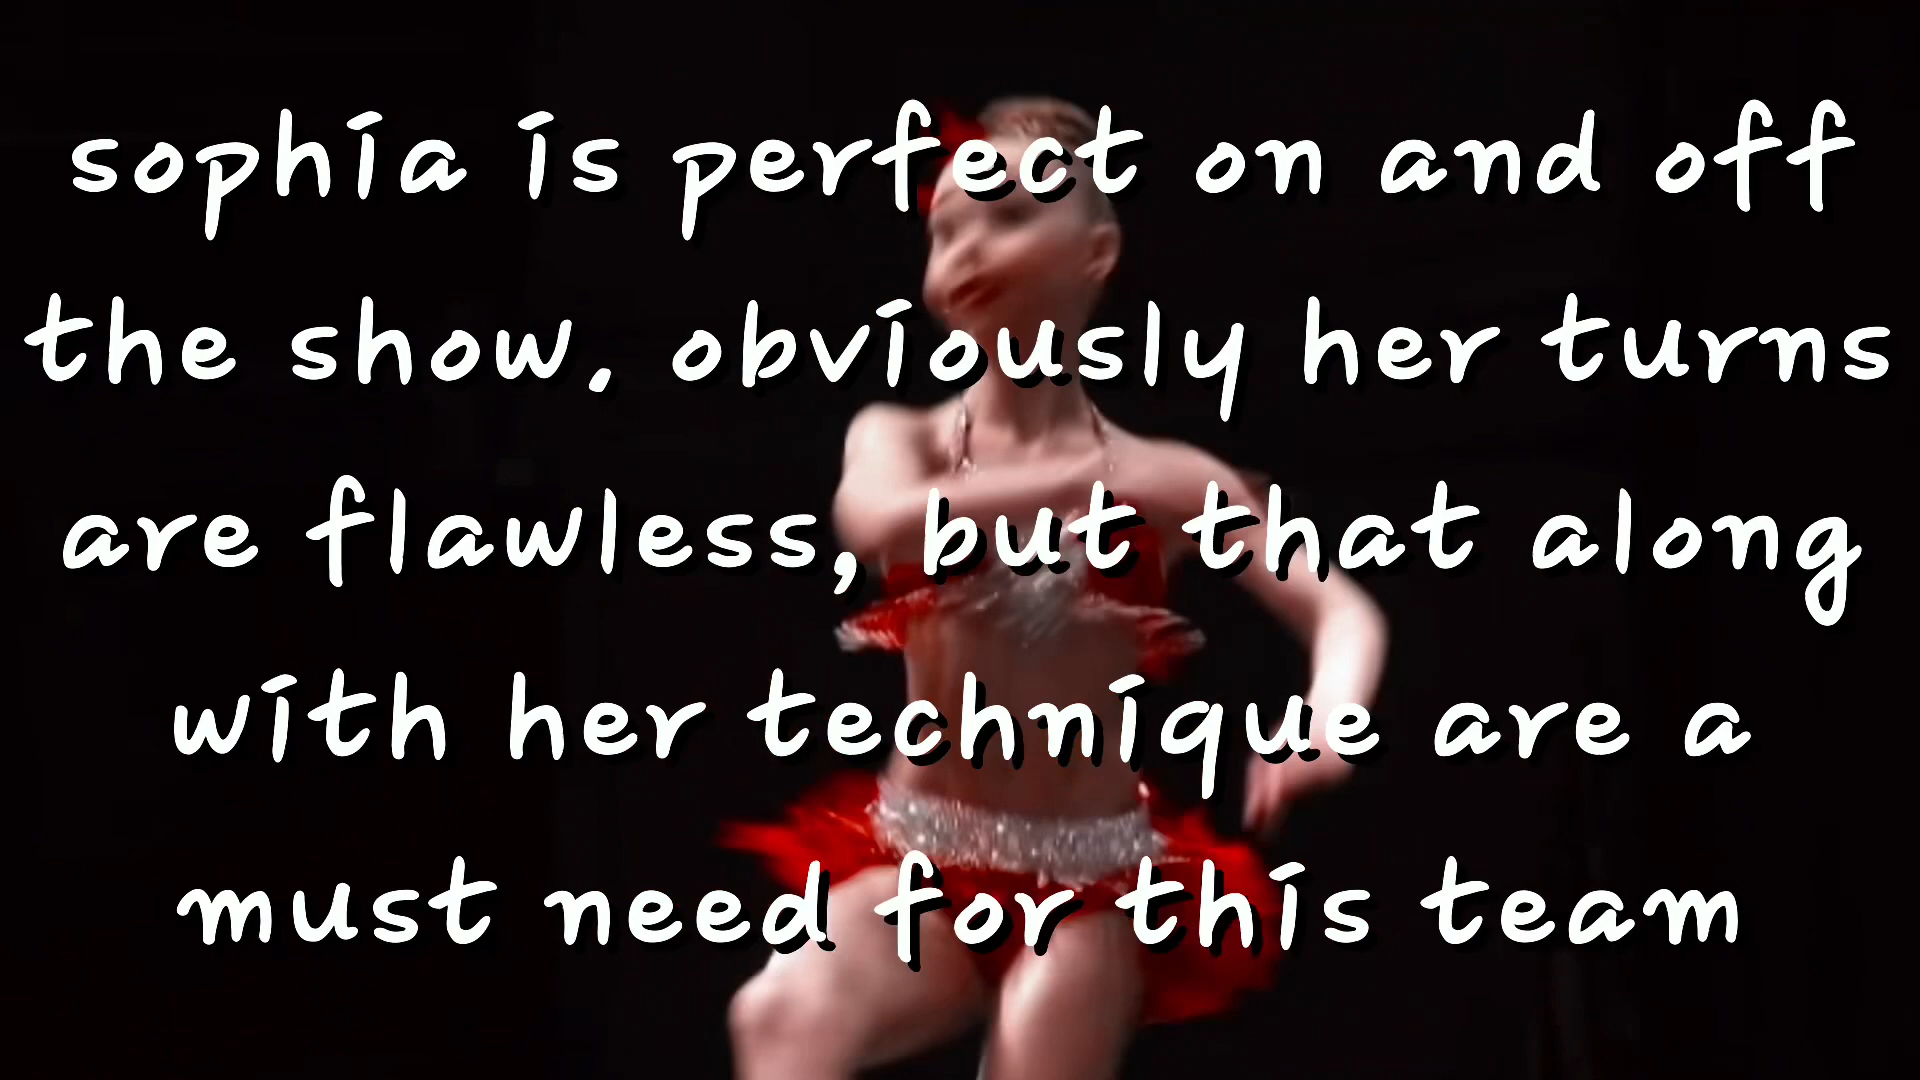 sophia is perfect on and off
the show. obviously her turns
are flawless, but that along
with her technique are a
must need for this team